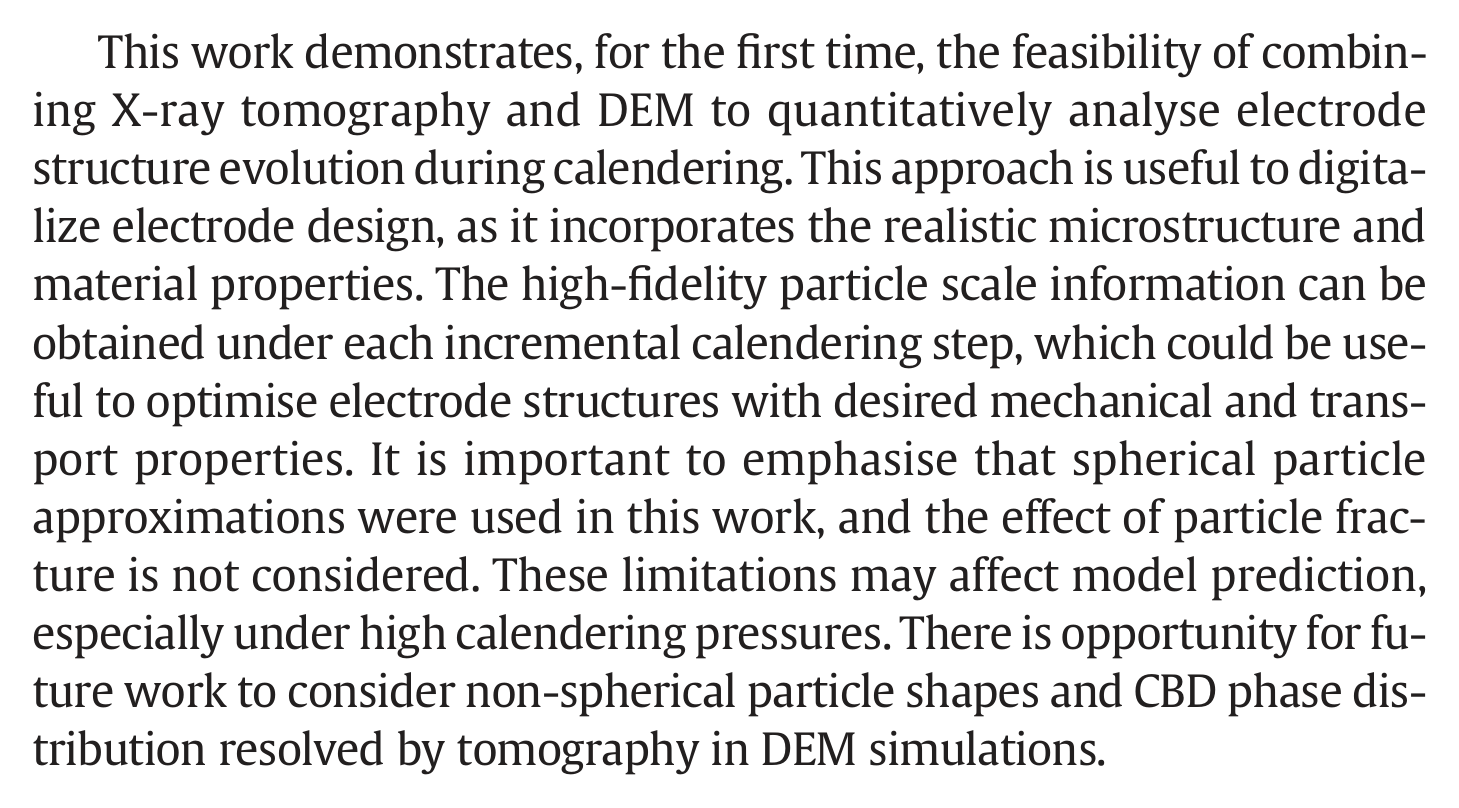 This work demonstrates, for the first time, the feasibility of combin-
ing X-ray tomography and DEM to quantitatively analyse electrode
structure evolution during calendering. This approach is useful to digita-
lize electrode design, as it incorporates the realistic microstructure and
material properties. The high-fidelity particle scale information can be
obtained under each incremental calendering step, which could be use-
ful to optimise electrode structures with desired mechanical and trans-
port properties. It is important to emphasise that spherical particle
approximations were used in this work, and the effect of particle frac-
ture is not considered. These limitations may affect model prediction,
especially under high calendering pressures. There is opportunity for fu-
ture work to consider non-spherical particle shapes and CBD phase dis-
tribution resolved by tomography in DEM simulations.